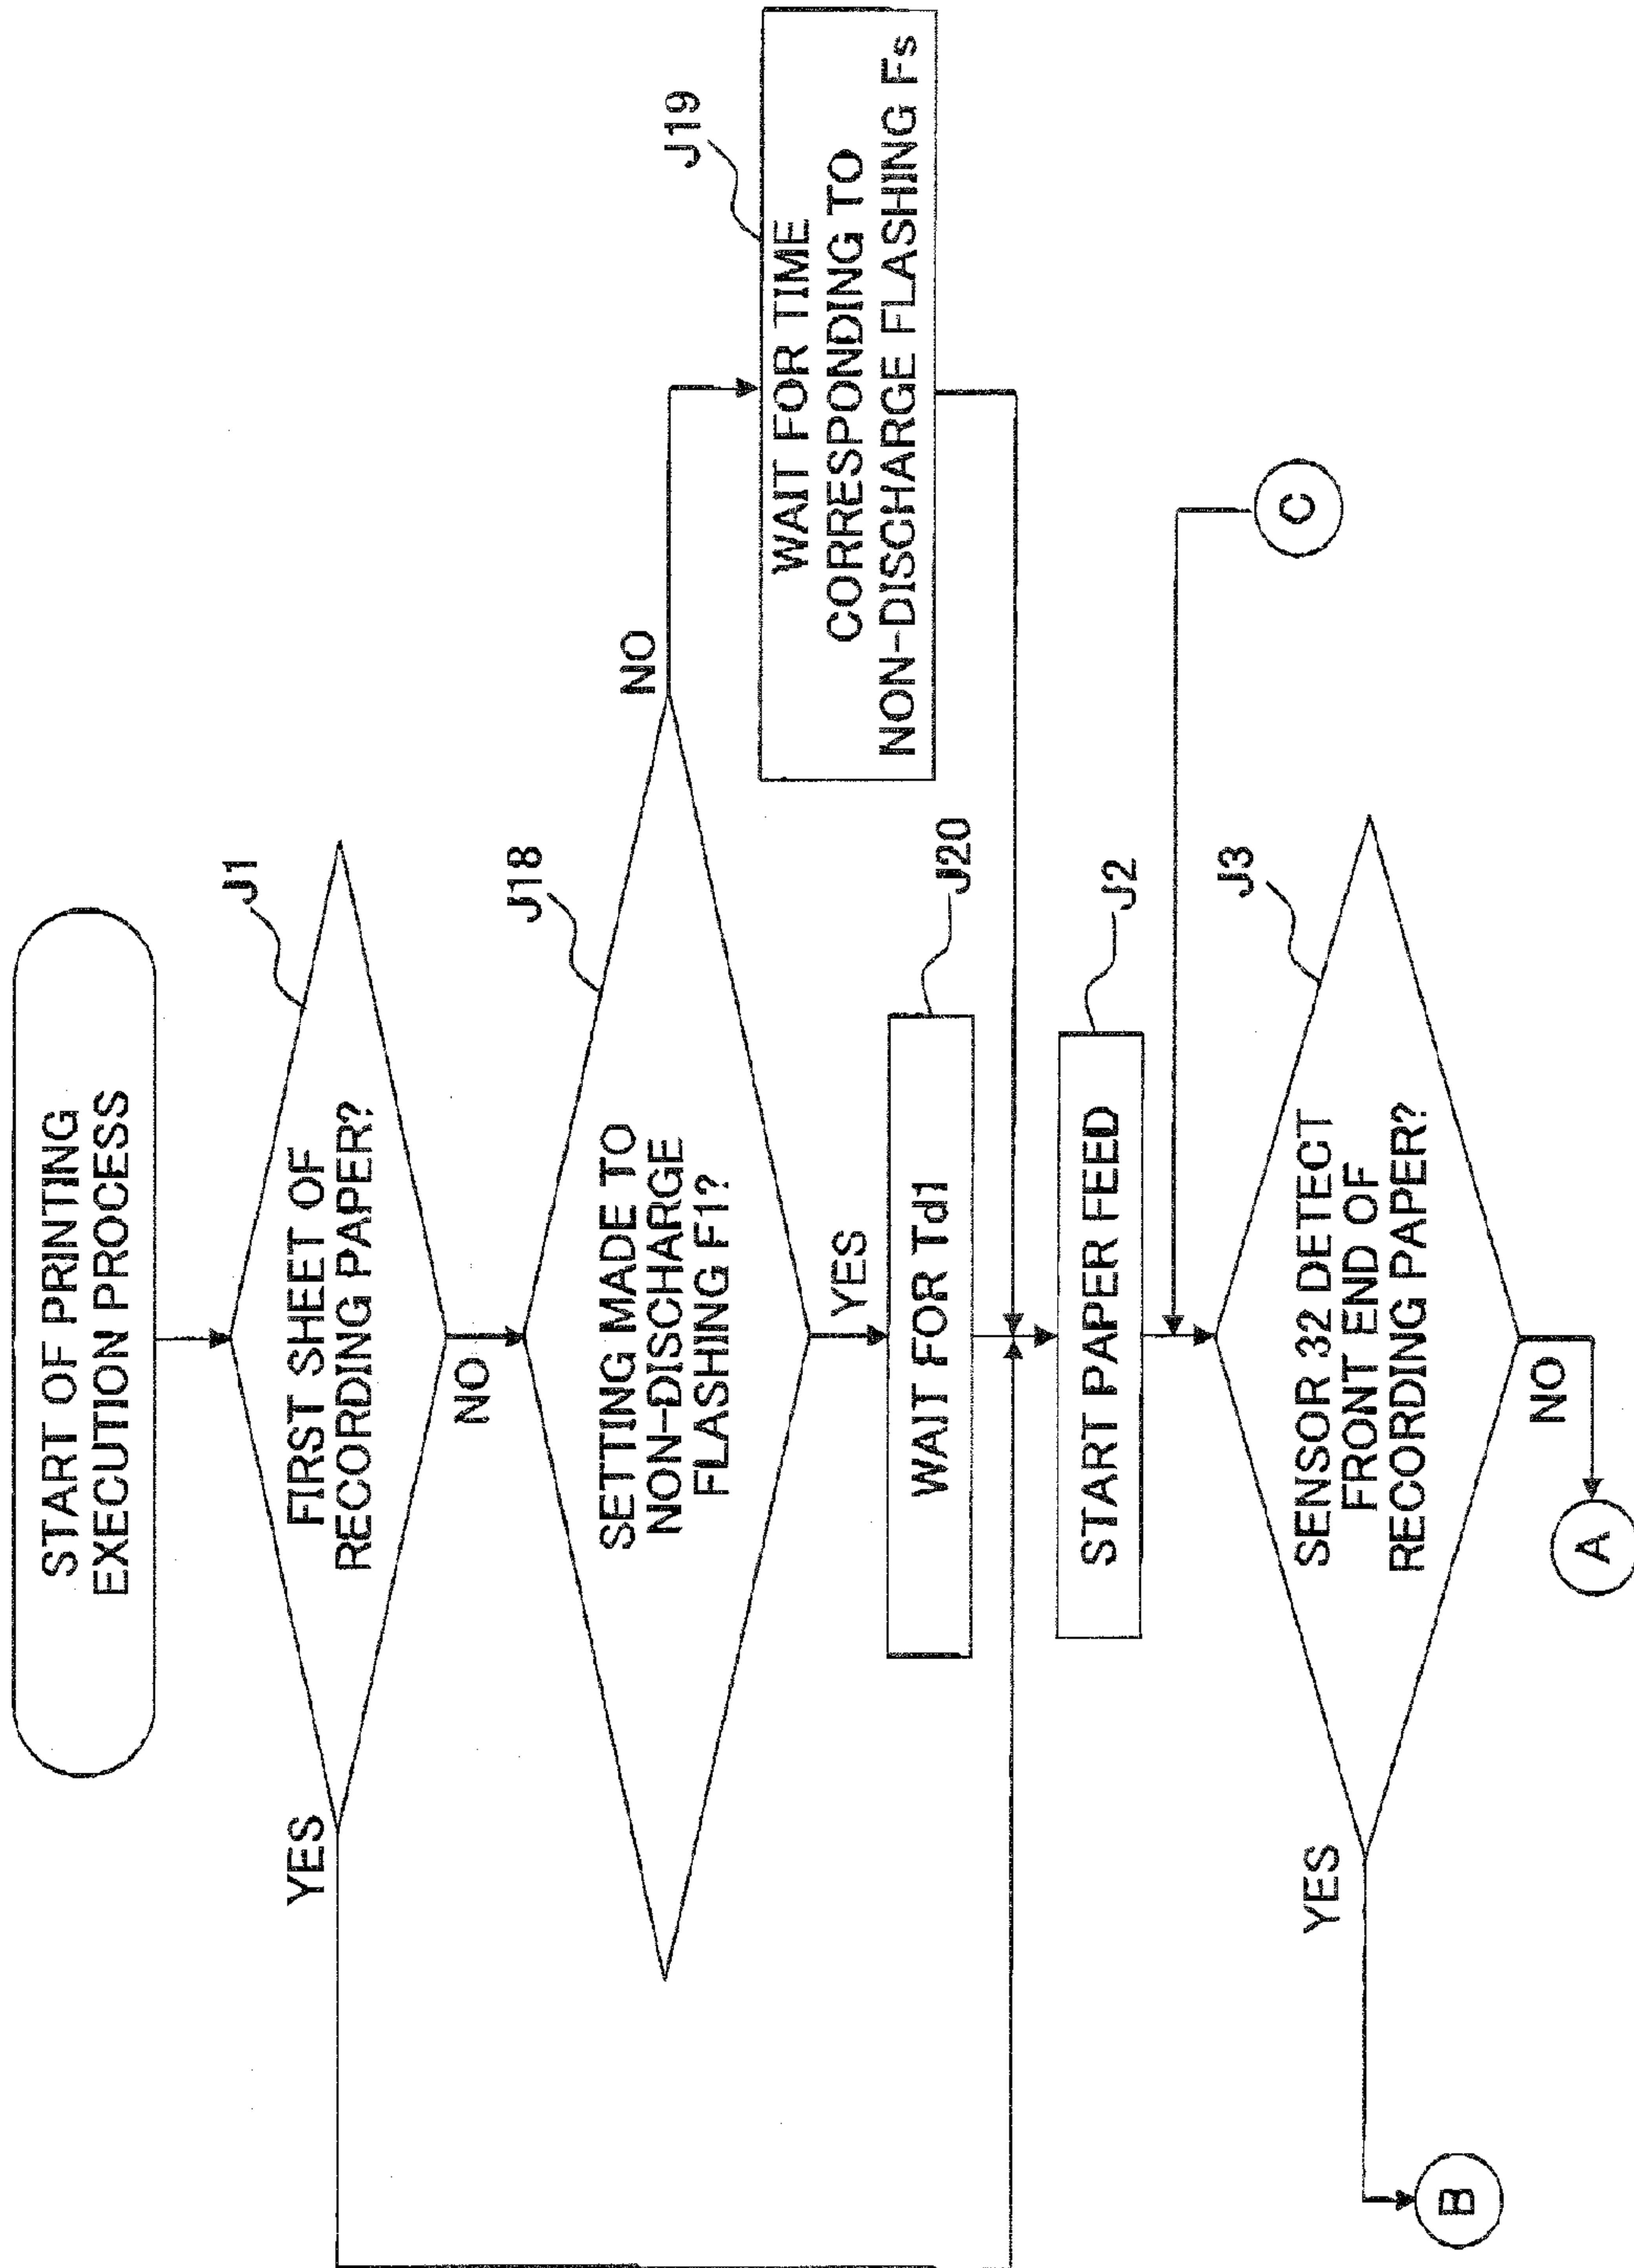 START OF PRINTING
EXECUTION PROCESS
J1
FIRST SHEET OF
RECORDING PAPER?
YES
NO
J18
SETTING MADE TO
NON-DISCHARGE
FLASHING F1?
NO
YES
J19
WAIT FOR TIME
CORRESPONDING TO
NON-DISCHARGE FLASHING Fs
J20
WAIT FOR Td1
J2
START PAPER FEED
C
J3
SENSOR 32 DETECT
FRONT END OF
RECORDING PAPER?
YES
NO
B
A